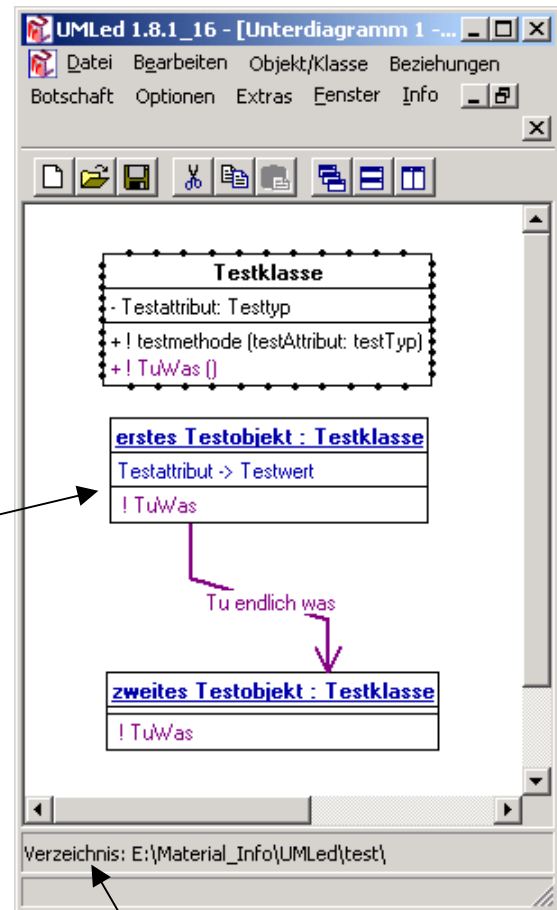 UMLed 1.8.1_16 - [Unterdiagramm 1 -...
Datei Bearbeiten Objekt/Klasse Beziehungen
Botschaft Optionen Extras Fenster Info
Testklasse
- Testattribut: Testtyp
+ ! testmethode (testAttribut: testTyp)
+ ! TuWas ()
erstes Testobjekt : Testklasse
Testattribut -> Testwert
! TuWas
Tu endlich was
zweites Testobjekt : Testklasse
! TuWas
Verzeichnis: E:\Material_Info\UMLed\test\